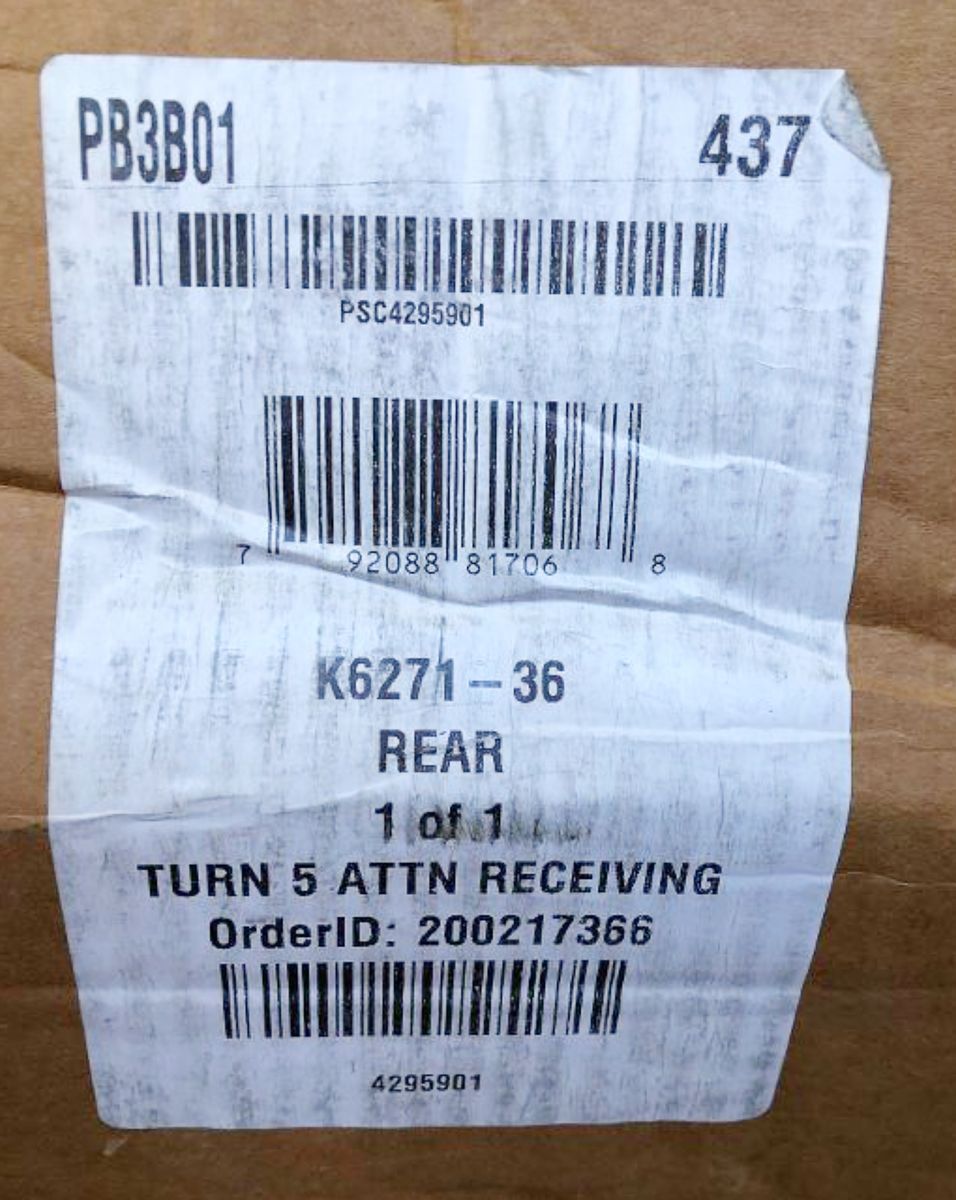 PB3B01 437
PSC4295901
7 92088 81706 8
K6271-36
REAR
1 of 1
TURN 5 ATTN RECEIVING
OrderID: 200217366
4295901